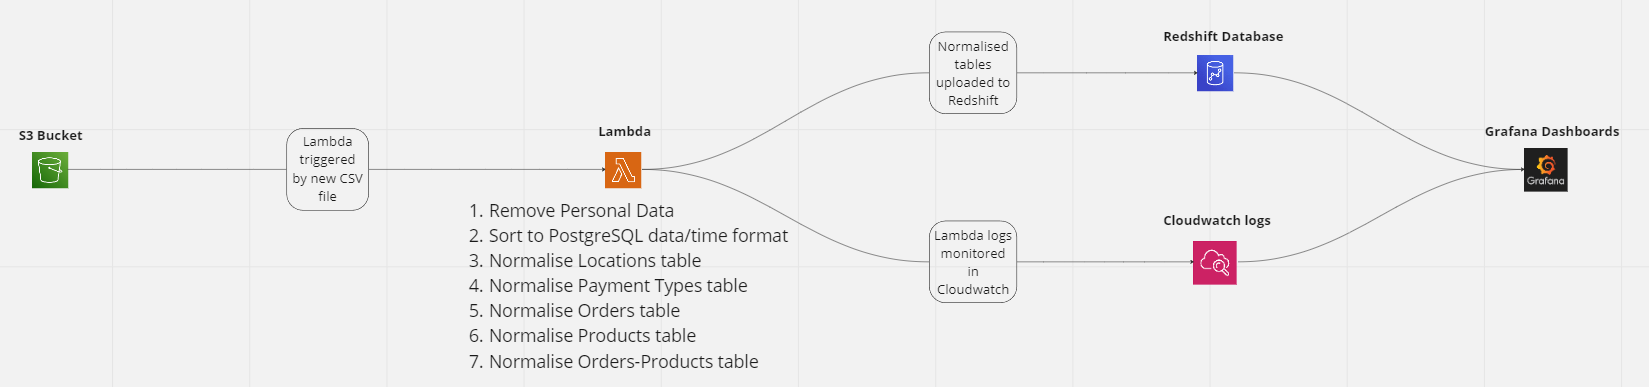 S3 Bucket
Lambda
triggered
by new CSV
file
Lambda
1. Remove Personal Data
2. Sort to PostgreSQL data/time format
3. Normalise Locations table
4. Normalise Payment Types table
5. Normalise Orders table
6. Normalise Products table
7. Normalise Orders-Products table
Normalised
tables
uploaded to
Redshift
Redshift Database
Lambda logs
monitored
in
Cloudwatch
Cloudwatch logs
Grafana Dashboards
Grafana